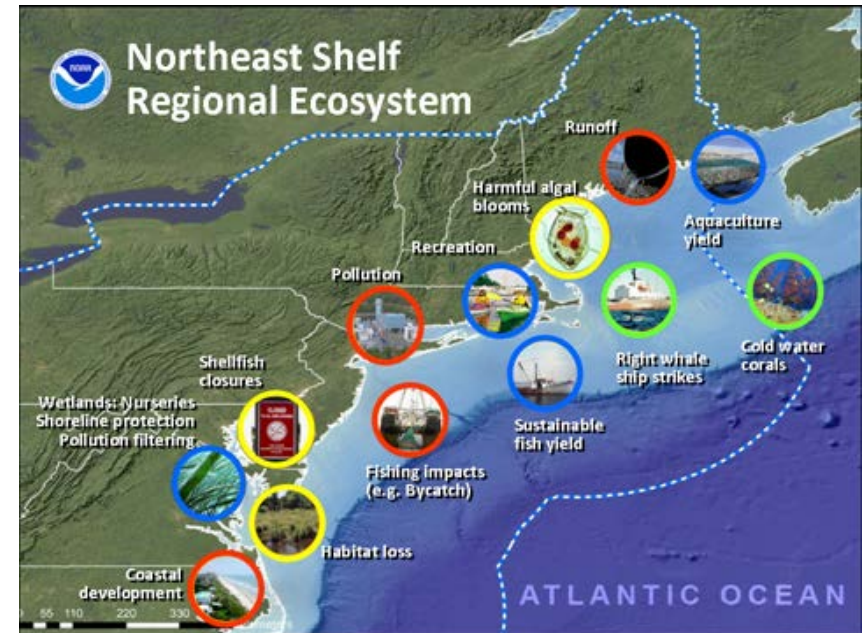 NOAA
Northeast Shelf
Regional Ecosystem
Runoff
Harmful algal
blooms
Aquaculture
yield
Recreation
Pollution
Right whale
ship strikes
Cold water
corals
Shellfish
closures
Wetlands: Nurseries
Shoreline protection
Pollution filtering
Sustainable
fish yield
Fishing impacts
(e.g. Bycatch)
Habitat loss
Coastal
development
55 110 220 330
ATLANTIC OCEAN